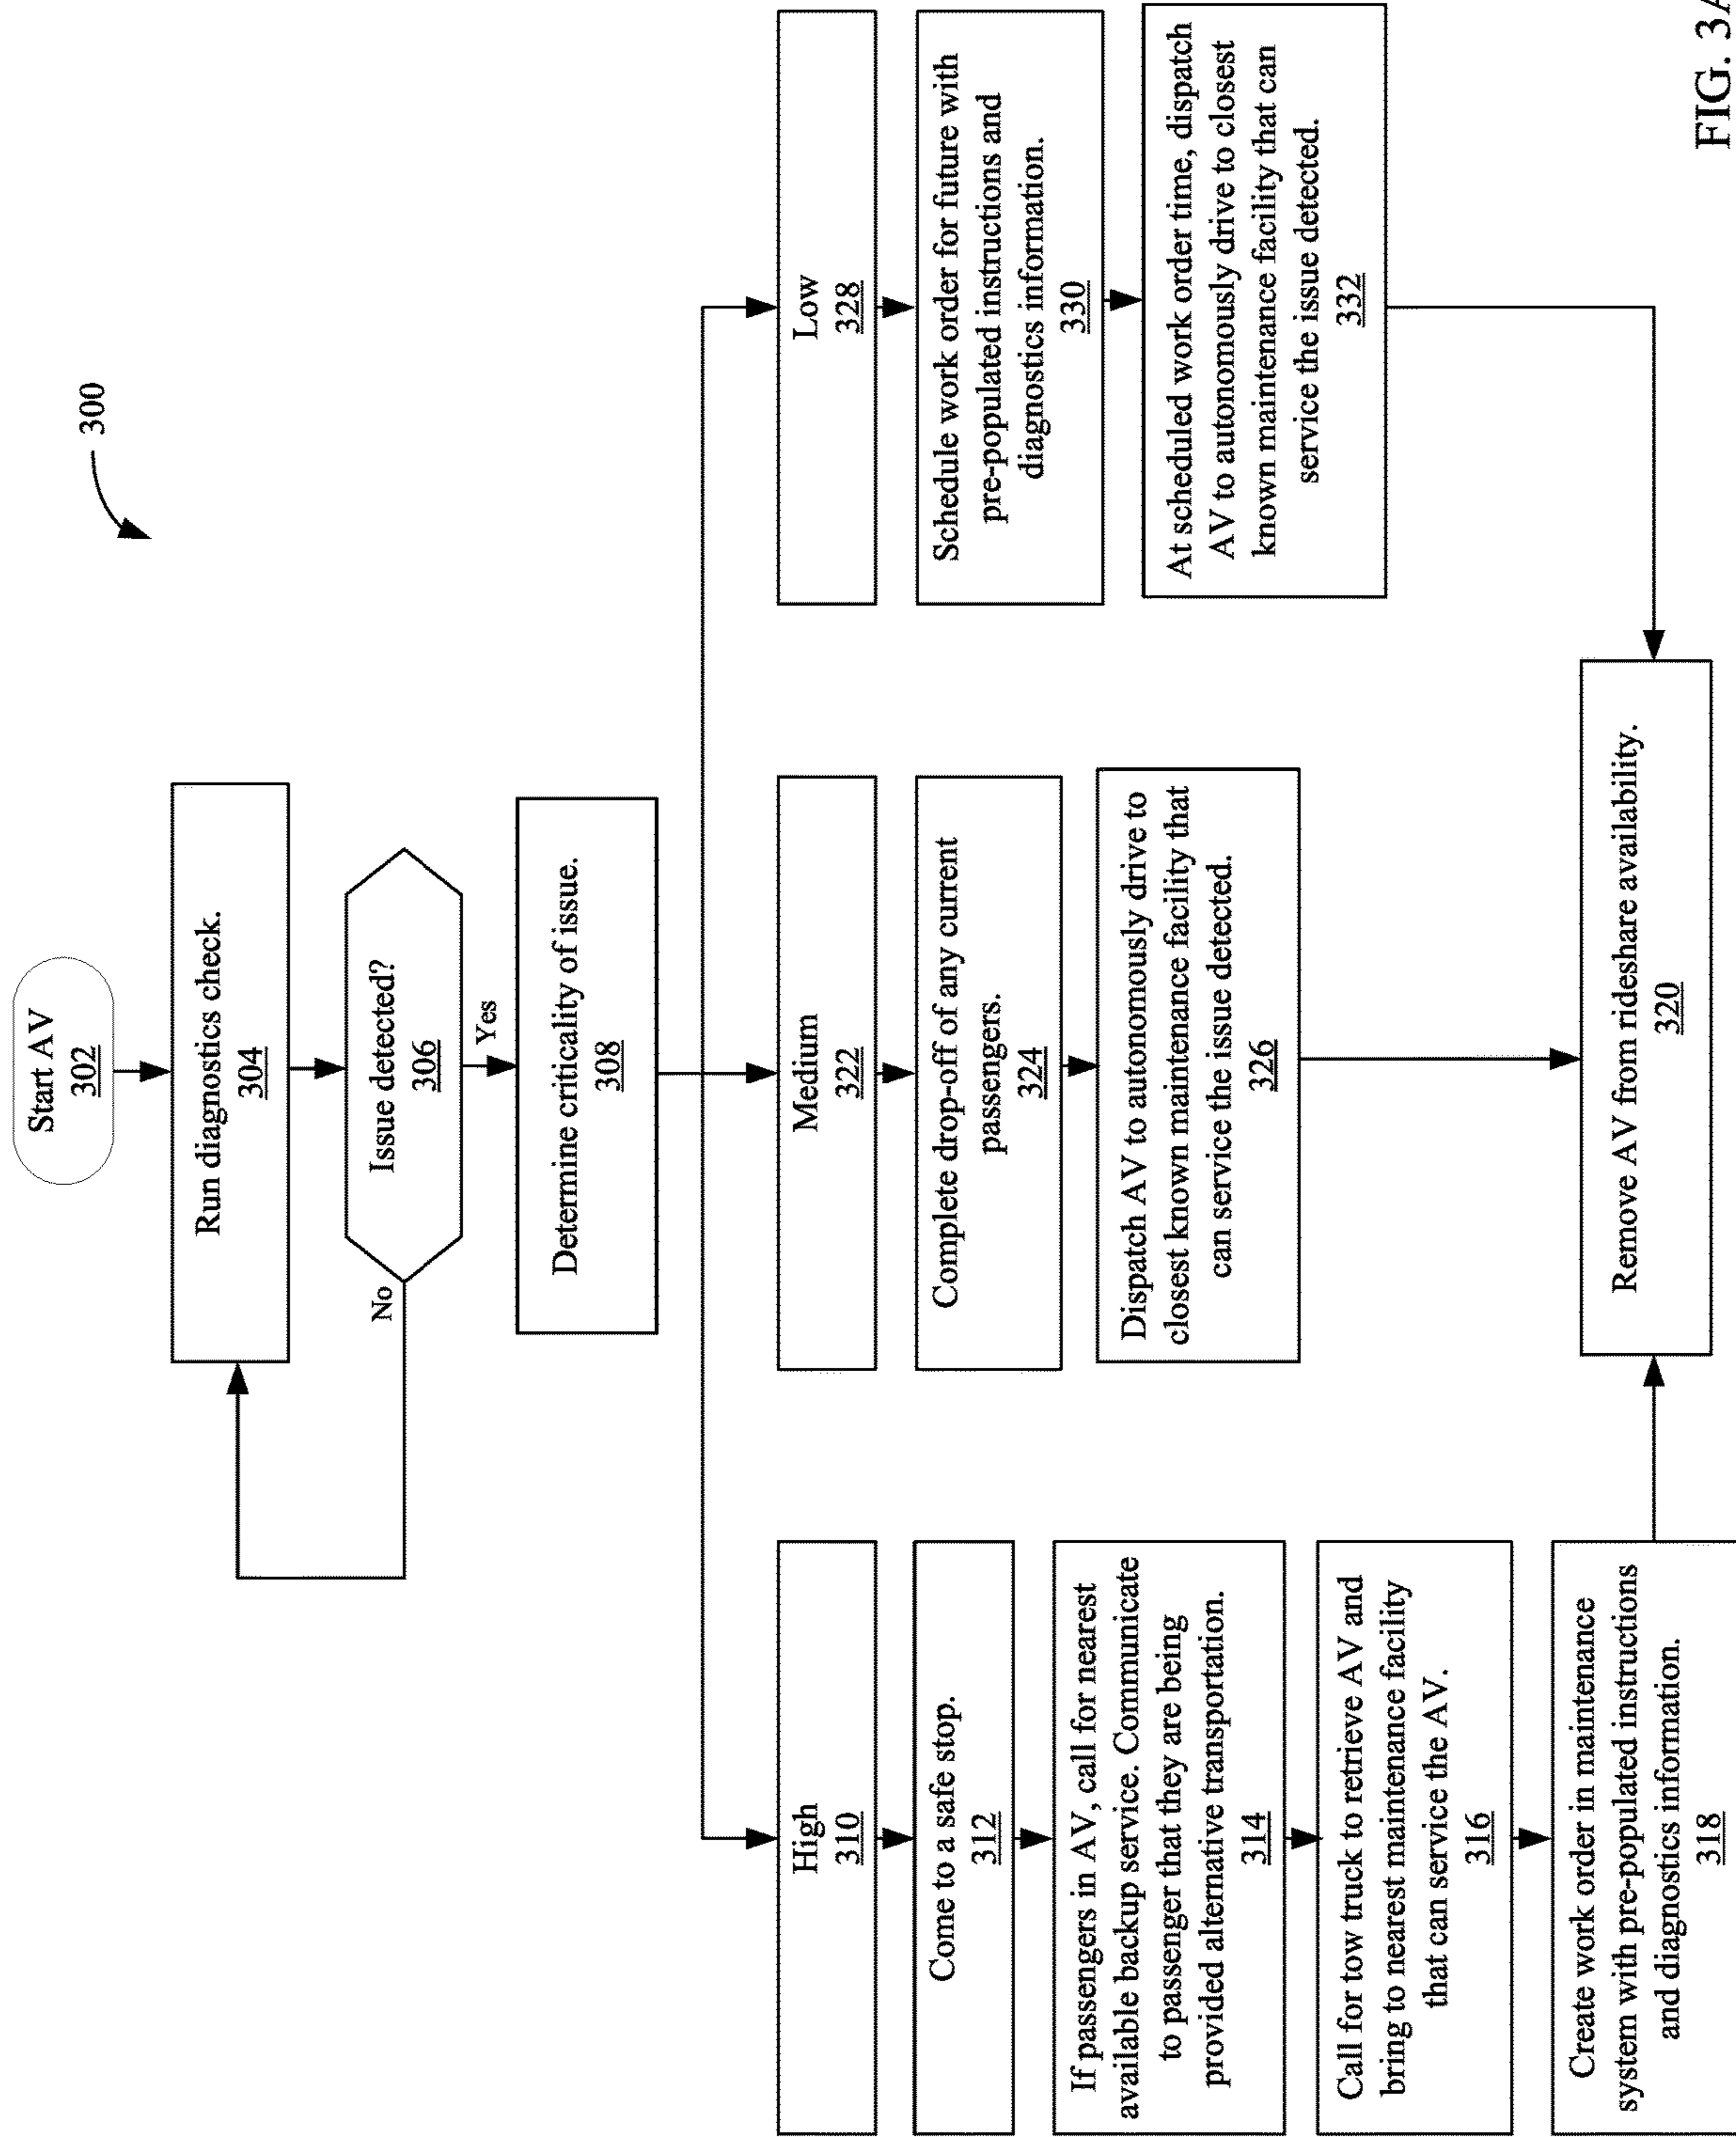 300
Start AV
302
Run diagnostics check.
304
Issue detected?
306
No
Yes
Determine criticality of issue.
308
High
310
Come to a safe stop.
312
If passengers in AV, call for nearest
available backup service. Communicate
to passenger that they are being
provided alternative transportation.
314
Call for tow truck to retrieve AV and
bring to nearest maintenance facility
that can service the AV.
316
Create work order in maintenance
system with pre-populated instructions
and diagnostics information.
318
Medium
322
Complete drop-off of any current
passengers.
324
Dispatch AV to autonomously drive to
closest known maintenance facility that
can service the issue detected.
326
Low
328
Schedule work order for future with
pre-populated instructions and
diagnostics information.
330
At scheduled work order time, dispatch
AV to autonomously drive to closest
known maintenance facility that can
service the issue detected.
332
Remove AV from rideshare availability.
320
FIG. 3A